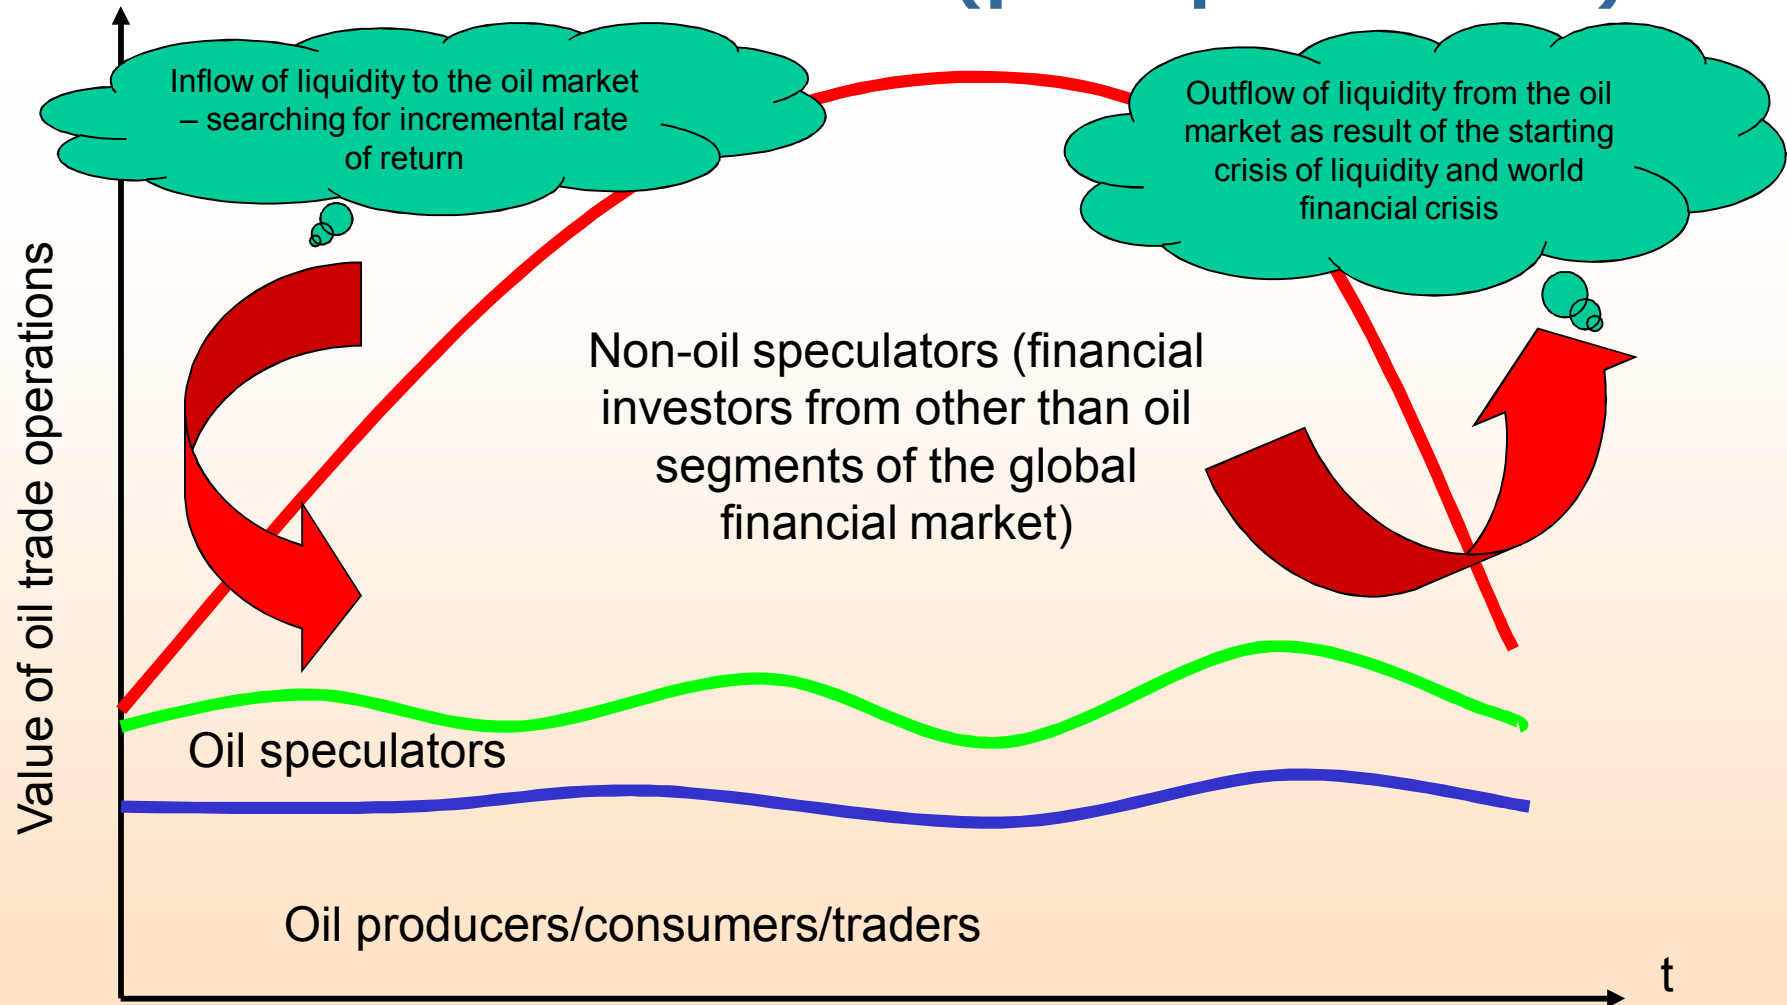 Inflow of liquidity to the oil market
– searching for incremental rate
of return
Outflow of liquidity from the oil
market as result of the starting
crisis of liquidity and world
financial crisis
Value of oil trade operations
Non-oil speculators (financial
investors from other than oil
segments of the global
financial market)
Oil speculators
Oil producers/consumers/traders
t